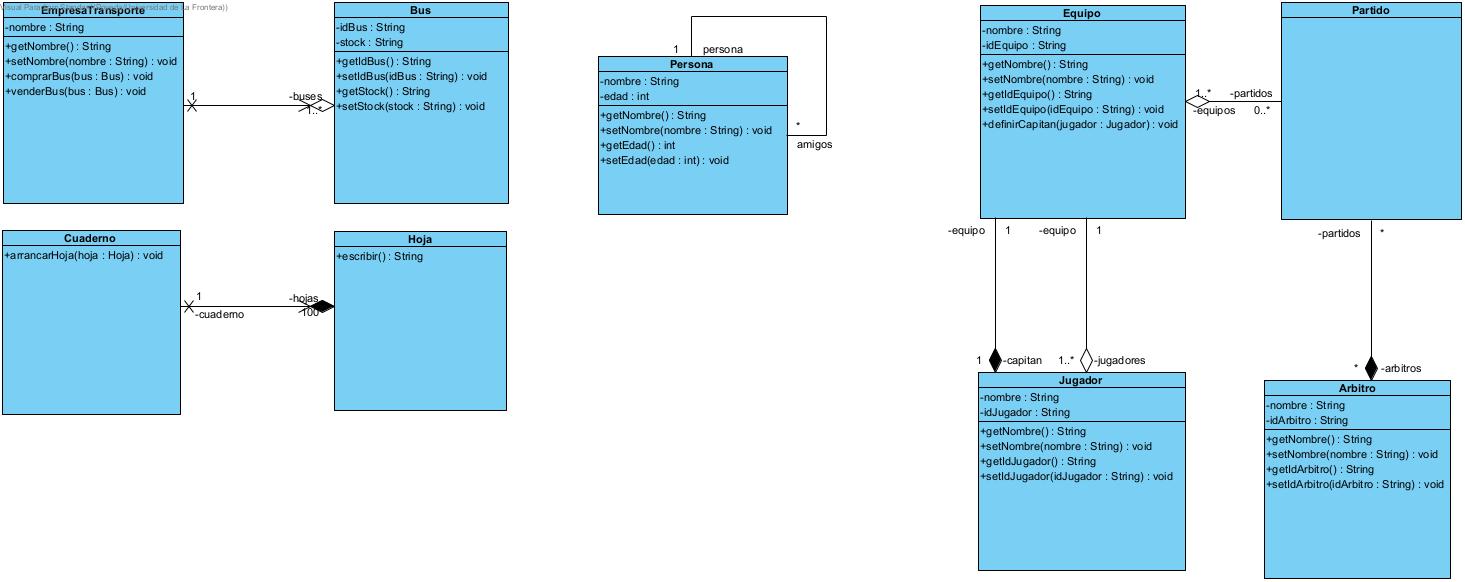 EmpresaTransporte
-nombre : String
+getNombre() : String
+setNombre(nombre : String) : void
+comprarBus(bus : Bus) : void
+venderBus(bus : Bus) : void
1
-buses
1..*
Bus
-idBus : String
-stock : String
+getIdBus() : String
+setIdBus(idBus : String) : void
+getStock() : String
+setStock(stock : String) : void
Cuaderno
+arrancarHoja(hoja : Hoja) : void
1
-cuaderno
-hojas
100
Hoja
+escribir() : String
1
persona
Persona
-nombre : String
-edad : int
+getNombre() : String
+setNombre(nombre : String) : void
+getEdad() : int
+setEdad(edad : int) : void
*
amigos
Equipo
-nombre : String
-idEquipo : String
+getNombre() : String
+setNombre(nombre : String) : void
+getIdEquipo() : String
+setIdEquipo(idEquipo : String) : void
+definirCapitan(jugador : Jugador) : void
1..*
-equipos
-partidos
0..*
Partido
-equipo 1
-equipo 1
-partidos *
1 -capitan
1..* -jugadores
* -arbitros
Jugador
-nombre : String
-idJugador : String
+getNombre() : String
+setNombre(nombre : String) : void
+getIdJugador() : String
+setIdJugador(idJugador : String) : void
Arbitro
-nombre : String
-idArbitro : String
+getNombre() : String
+setNombre(nombre : String) : void
+getIdArbitro() : String
+setIdArbitro(idArbitro : String) : void